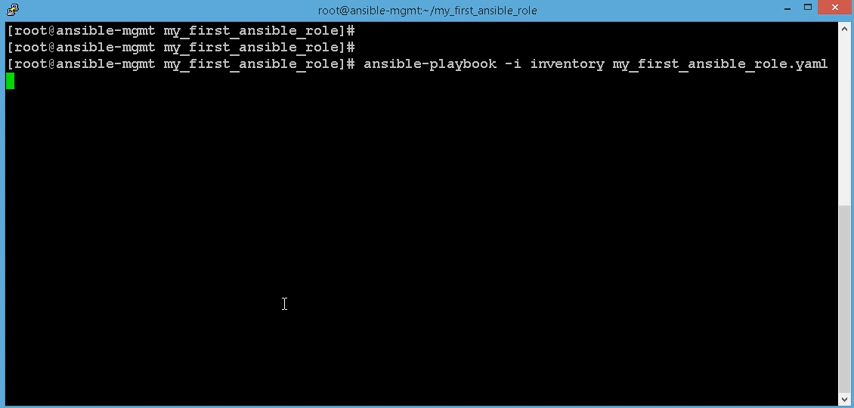 root@ansible-mgmt:~/my_first_ansible_role
[root@ansible-mgmt my_first_ansible_role]#
[root@ansible-mgmt my_first_ansible_role]#
[root@ansible-mgmt my_first_ansible_role]# ansible-playbook -i inventory my_first_ansible_role.yaml